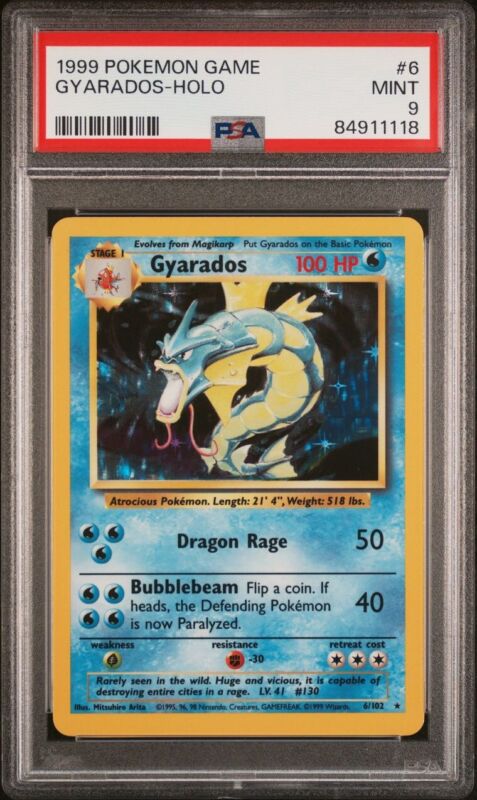 1999 POKEMON GAME #6
GYARADOS-HOLO MINT
9
PSA 84911118
Evolves from Magikarp Put Gyarados on the Basic Pokémon
STAGE 1
Gyarados 100 HP
Atrocious Pokémon. Length: 21' 4", Weight: 518 lbs.
Dragon Rage 50
Bubblebeam Flip a coin. If
heads, the Defending Pokémon 40
is now Paralyzed.
weakness resistance retreat cost
-30
Rarely seen in the wild. Huge and vicious, it is capable of
destroying entire cities in a rage. LV. 41 #130
Illus. Mitsuhiro Arita ©1995, 96, 98 Nintendo, Creatures, GAMEFREAK. ©1999 Wizards. 6/102 ★
PSA